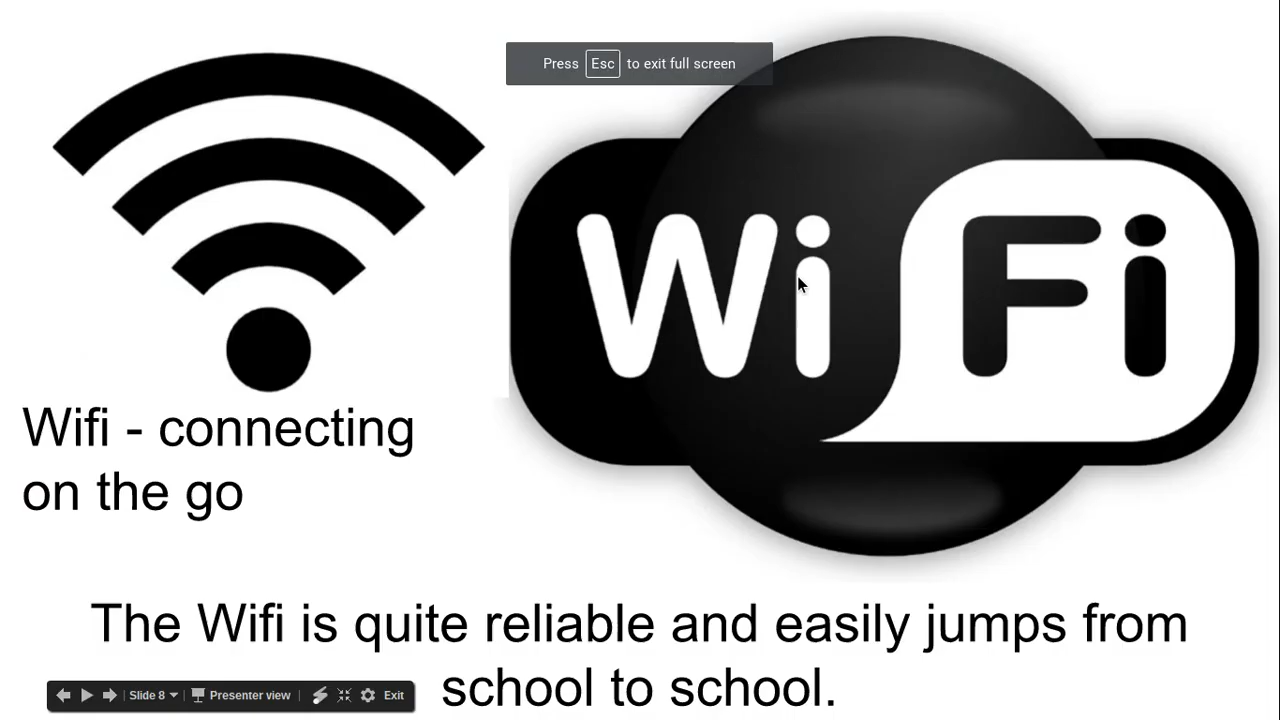 Press Esc to exit full screen
Wi Fi
Wifi - connecting
on the go
The Wifi is quite reliable and easily jumps from
school to school.
Slide 8 Presenter view Exit